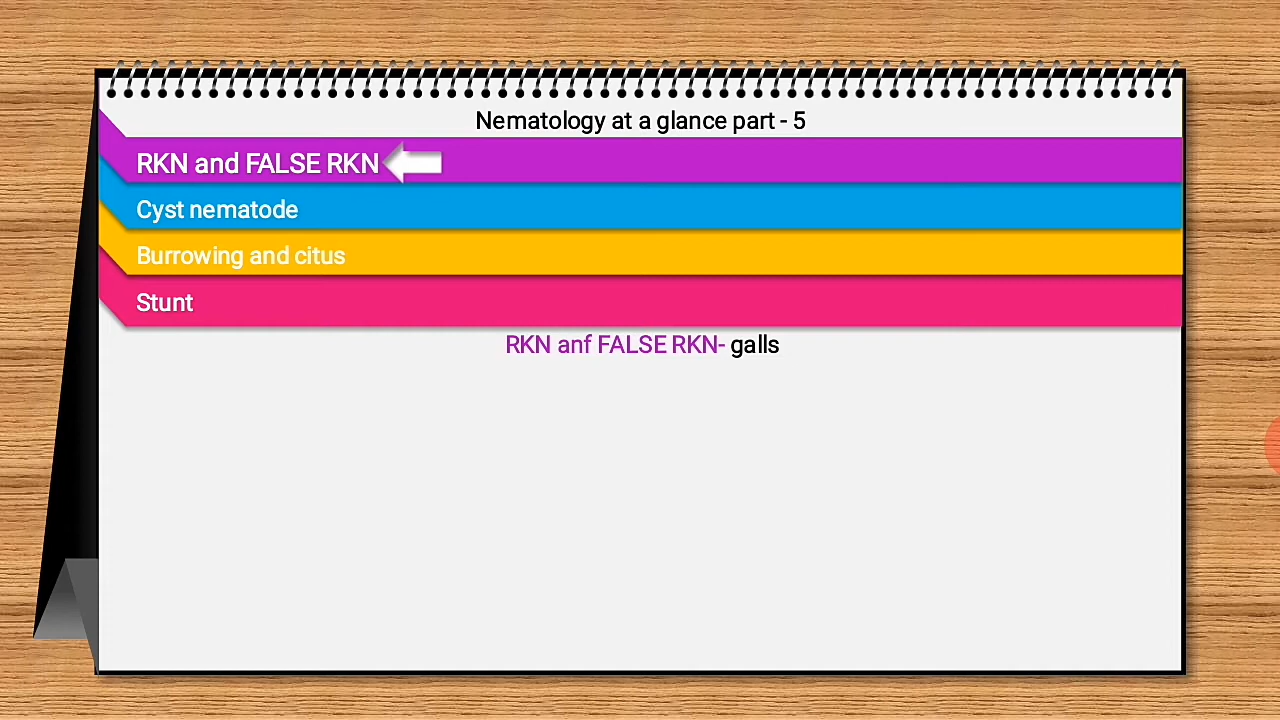 Nematology at a glance part - 5
RKN and FALSE RKN
Cyst nematode
Burrowing and citus
Stunt
RKN anf FALSE RKN- galls